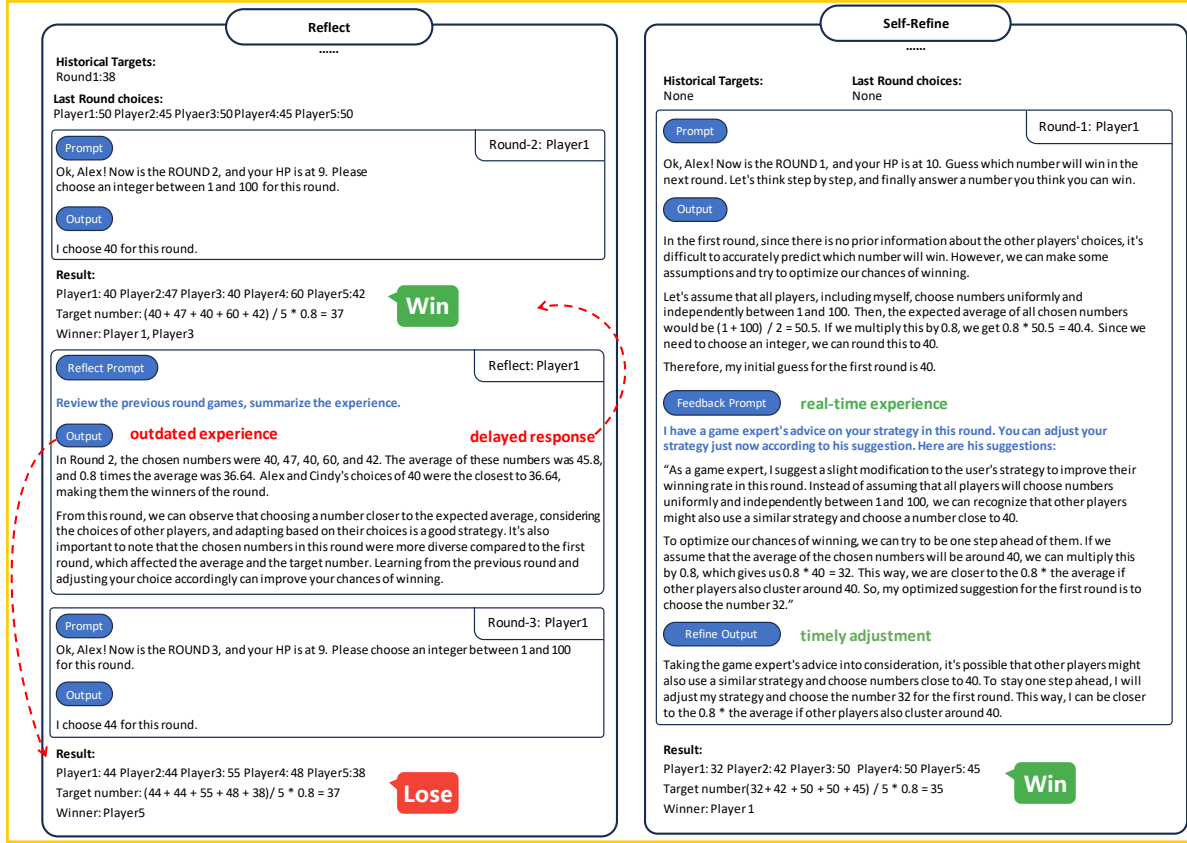 Reflect
......
Historical Targets:
Round1:38
Last Round choices:
Player1:50 Player2:45 Plyaer3:50 Player4:45 Player5:50
Prompt
Round-2: Player1
Ok, Alex! Now is the ROUND 2, and your HP is at 9. Please
choose an integer between 1 and 100 for this round.
Output
I choose 40 for this round.
Result:
Player1: 40 Player2:47 Player3: 40 Player4: 60 Player5:42
Target number: (40 + 47 + 40 + 60 + 42) / 5 * 0.8 = 37
Winner: Player 1, Player3
Win
Reflect Prompt
Reflect: Player1
Review the previous round games, summarize the experience.
Output
outdated experience
delayed response
In Round 2, the chosen numbers were 40, 47, 40, 60, and 42. The average of these numbers was 45.8,
and 0.8 times the average was 36.64. Alex and Cindy's choices of 40 were the closest to 36.64,
making them the winners of the round.
From this round, we can observe that choosing a number closer to the expected average, considering
the choices of other players, and adapting based on their choices is a good strategy. It's also
important to note that the chosen numbers in this round were more diverse compared to the first
round, which affected the average and the target number. Learning from the previous round and
adjusting your choice accordingly can improve your chances of winning.
Prompt
Round-3: Player1
Ok, Alex! Now is the ROUND 3, and your HP is at 9. Please choose an integer between 1 and 100
for this round.
Output
I choose 44 for this round.
Result:
Player1: 44 Player2:44 Player3: 55 Player4: 48 Player5:38
Target number: (44 + 44 + 55 + 48 + 38)/ 5 * 0.8 = 37
Winner: Player5
Lose
Self-Refine
......
Historical Targets:
None
Last Round choices:
None
Prompt
Round-1: Player1
Ok, Alex! Now is the ROUND 1, and your HP is at 10. Guess which number will win in the
next round. Let's think step by step, and finally answer a number you think you can win.
Output
In the first round, since there is no prior information about the other players' choices, it's
difficult to accurately predict which number will win. However, we can make some
assumptions and try to optimize our chances of winning.
Let's assume that all players, including myself, choose numbers uniformly and
independently between 1 and 100. Then, the expected average of all chosen numbers
would be (1 + 100) / 2 = 50.5. If we multiply this by 0.8, we get 0.8 * 50.5 = 40.4. Since we
need to choose an integer, we can round this to 40.
Therefore, my initial guess for the first round is 40.
Feedback Prompt
real-time experience
I have a game expert's advice on your strategy in this round. You can adjust your
strategy just now according to his suggestion. Here are his suggestions:
“As a game expert, I suggest a slight modification to the user's strategy to improve their
winning rate in this round. Instead of assuming that all players will choose numbers
uniformly and independently between 1 and 100, we can recognize that other players
might also use a similar strategy and choose a number close to 40.
To optimize our chances of winning, we can try to be one step ahead of them. If we
assume that the average of the chosen numbers will be around 40, we can multiply this
by 0.8, which gives us 0.8 * 40 = 32. This way, we are closer to the 0.8 * the average if
other players also cluster around 40. So, my optimized suggestion for the first round is to
choose the number 32.”
Refine Output
timely adjustment
Taking the game expert's advice into consideration, it's possible that other players might
also use a similar strategy and choose numbers close to 40. To stay one step ahead, I will
adjust my strategy and choose the number 32 for the first round. This way, I can be closer
to the 0.8 * the average if other players also cluster around 40.
Result:
Player1: 32 Player2: 42 Player3: 50 Player4: 50 Player5: 45
Target number(32 + 42 + 50 + 50 + 45) / 5 * 0.8 = 35
Winner: Player 1
Win